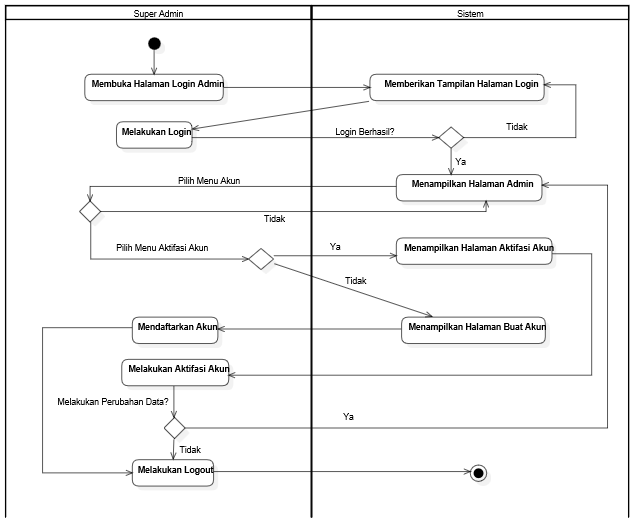 Super Admin
Sistem
Membuka Halaman Login Admin
Memberikan Tampilan Halaman Login
Melakukan Login
Login Berhasil?
Tidak
Ya
Pilih Menu Akun
Menampilkan Halaman Admin
Tidak
Pilih Menu Aktifasi Akun
Ya
Menampilkan Halaman Aktifasi Akun
Tidak
Mendaftarkan Akun
Menampilkan Halaman Buat Akun
Melakukan Aktifasi Akun
Melakukan Perubahan Data?
Ya
Tidak
Melakukan Logout